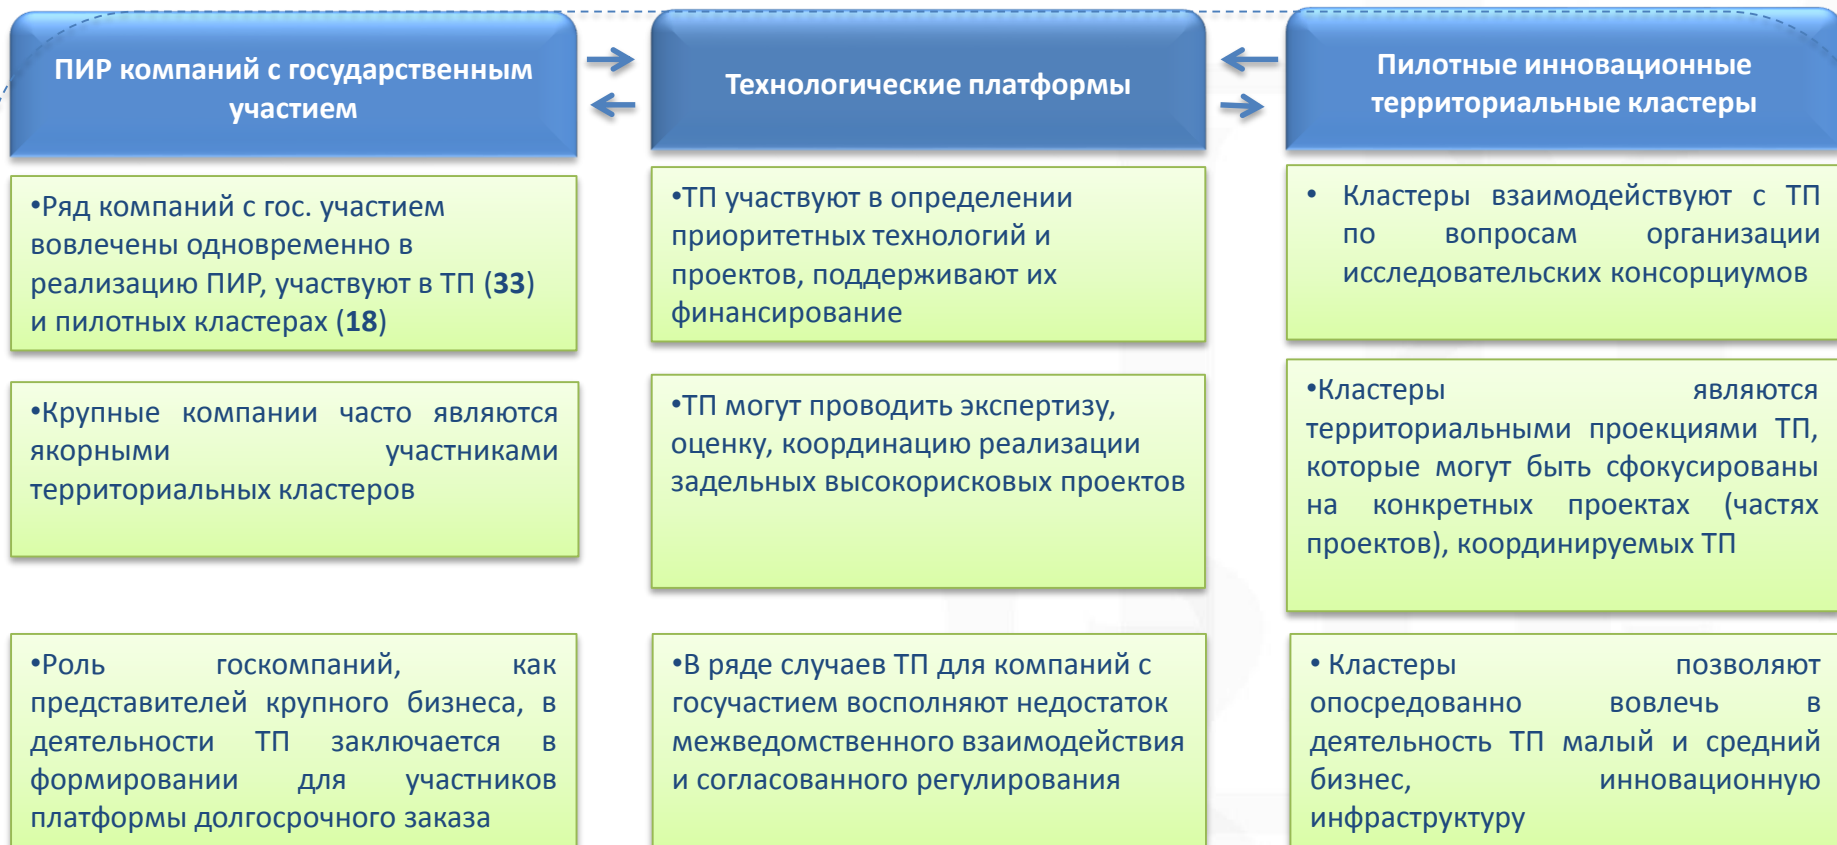 ПИР компаний с государственным
участием
Технологические платформы
Пилотные инновационные
территориальные кластеры
•Ряд компаний с гос. участием
вовлечены одновременно в
реализацию ПИР, участвуют в ТП (33)
и пилотных кластерах (18)
•Крупные компании часто являются
якорными участниками
территориальных кластеров
•Роль госкомпаний, как
представителей крупного бизнеса, в
деятельности ТП заключается в
формировании для участников
платформы долгосрочного заказа
•ТП участвуют в определении
приоритетных технологий и
проектов, поддерживают их
финансирование
•ТП могут проводить экспертизу,
оценку, координацию реализации
задельных высокорисковых проектов
•В ряде случаев ТП для компаний с
госучастием восполняют недостаток
межведомственного взаимодействия
и согласованного регулирования
• Кластеры взаимодействуют с ТП
по вопросам организации
исследовательских консорциумов
•Кластеры являются
территориальными проекциями ТП,
которые могут быть сфокусированы
на конкретных проектах (частях
проектов), координируемых ТП
• Кластеры позволяют
опосредованно вовлечь в
деятельность ТП малый и средний
бизнес, инновационную
инфраструктуру